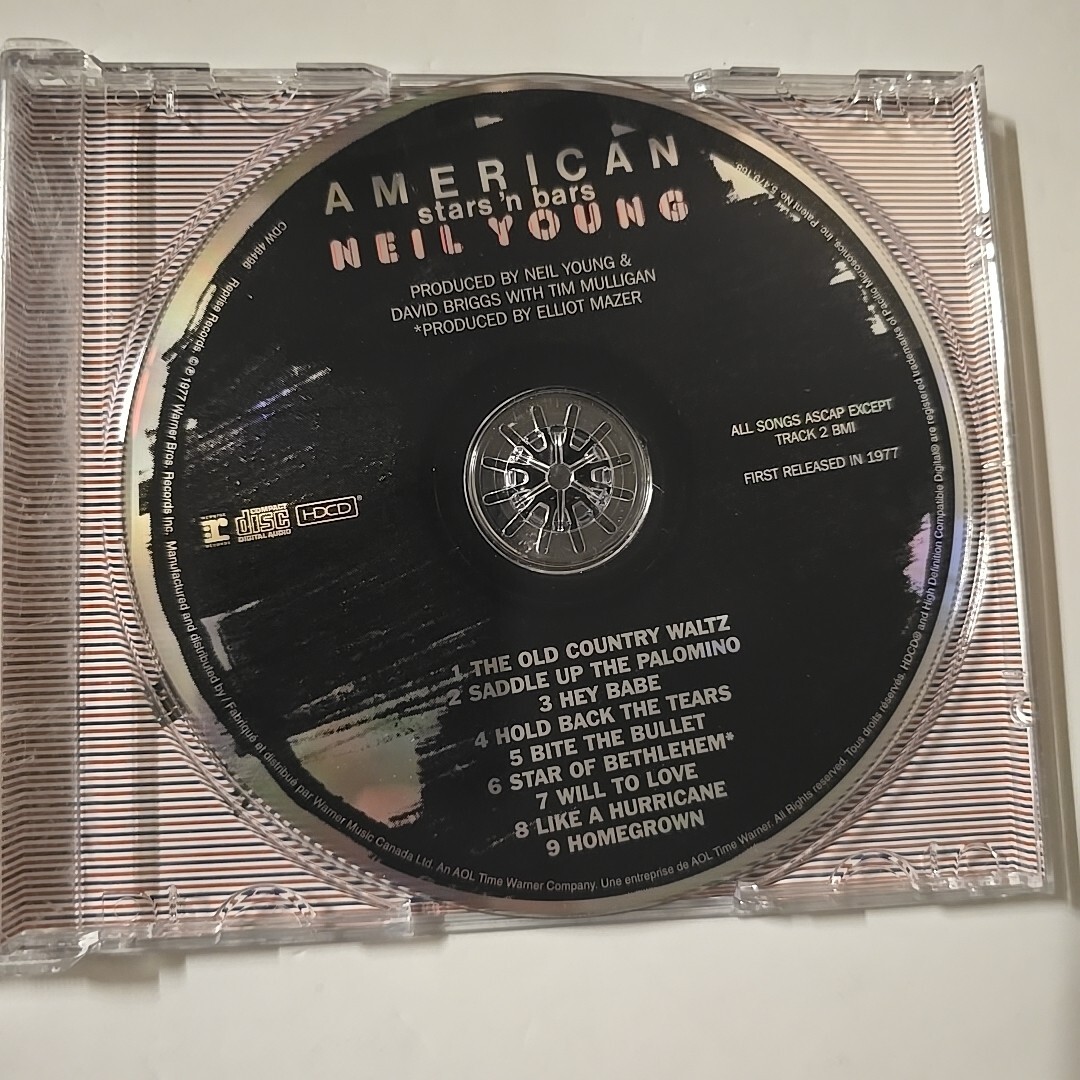 AMERICAN
stars 'n bars
NEIL YOUNG
PRODUCED BY NEIL YOUNG &
DAVID BRIGGS WITH TIM MULLIGAN
*PRODUCED BY ELLIOT MAZER
ALL SONGS ASCAP EXCEPT
TRACK 2 BMI
FIRST RELEASED IN 1977
COMPACT
disc
DIGITAL AUDIO
HDCD®
1 THE OLD COUNTRY WALTZ
2 SADDLE UP THE PALOMINO
3 HEY BABE
4 HOLD BACK THE TEARS
5 BITE THE BULLET
6 STAR OF BETHLEHEM*
7 WILL TO LOVE
8 LIKE A HURRICANE
9 HOMEGROWN
CDW 48496 Reprise Records ℗ © 1977 Warner Bros. Records Inc. Manufactured and distributed by / Fabriqué et distribué par Warner Music Canada Ltd. An AOL Time Warner Company. Une entreprise de AOL Time Warner. All Rights reserved. Tous droits réservés. HDCD® and High Definition Compatible Digital® are registered trademarks of Pacific Microsonics, Inc. Patent No.